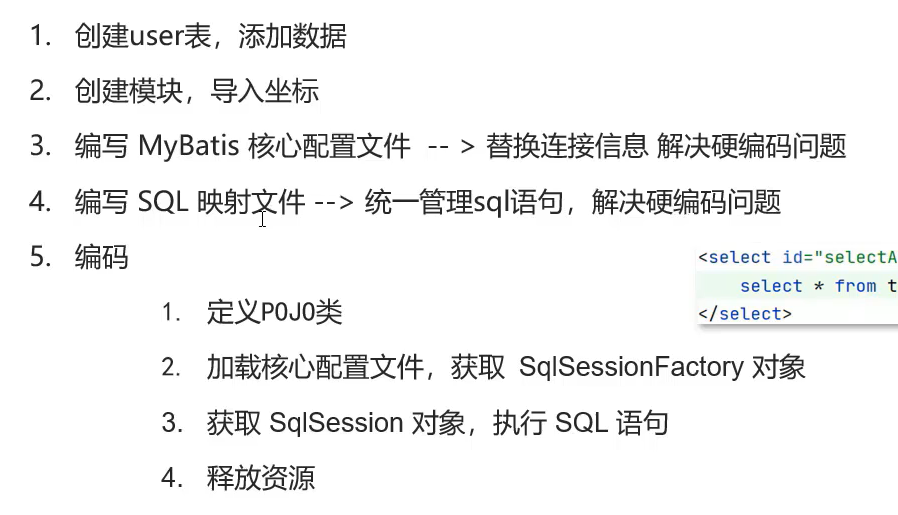 1. 创建user表，添加数据
2. 创建模块，导入坐标
3. 编写 MyBatis 核心配置文件 -- > 替换连接信息 解决硬编码问题
4. 编写 SQL 映射文件 --> 统一管理sql语句，解决硬编码问题
5. 编码
<select id="selectA
select * from t
</select>
1. 定义POJO类
2. 加载核心配置文件，获取 SqlSessionFactory 对象
3. 获取 SqlSession 对象，执行 SQL 语句
4. 释放资源